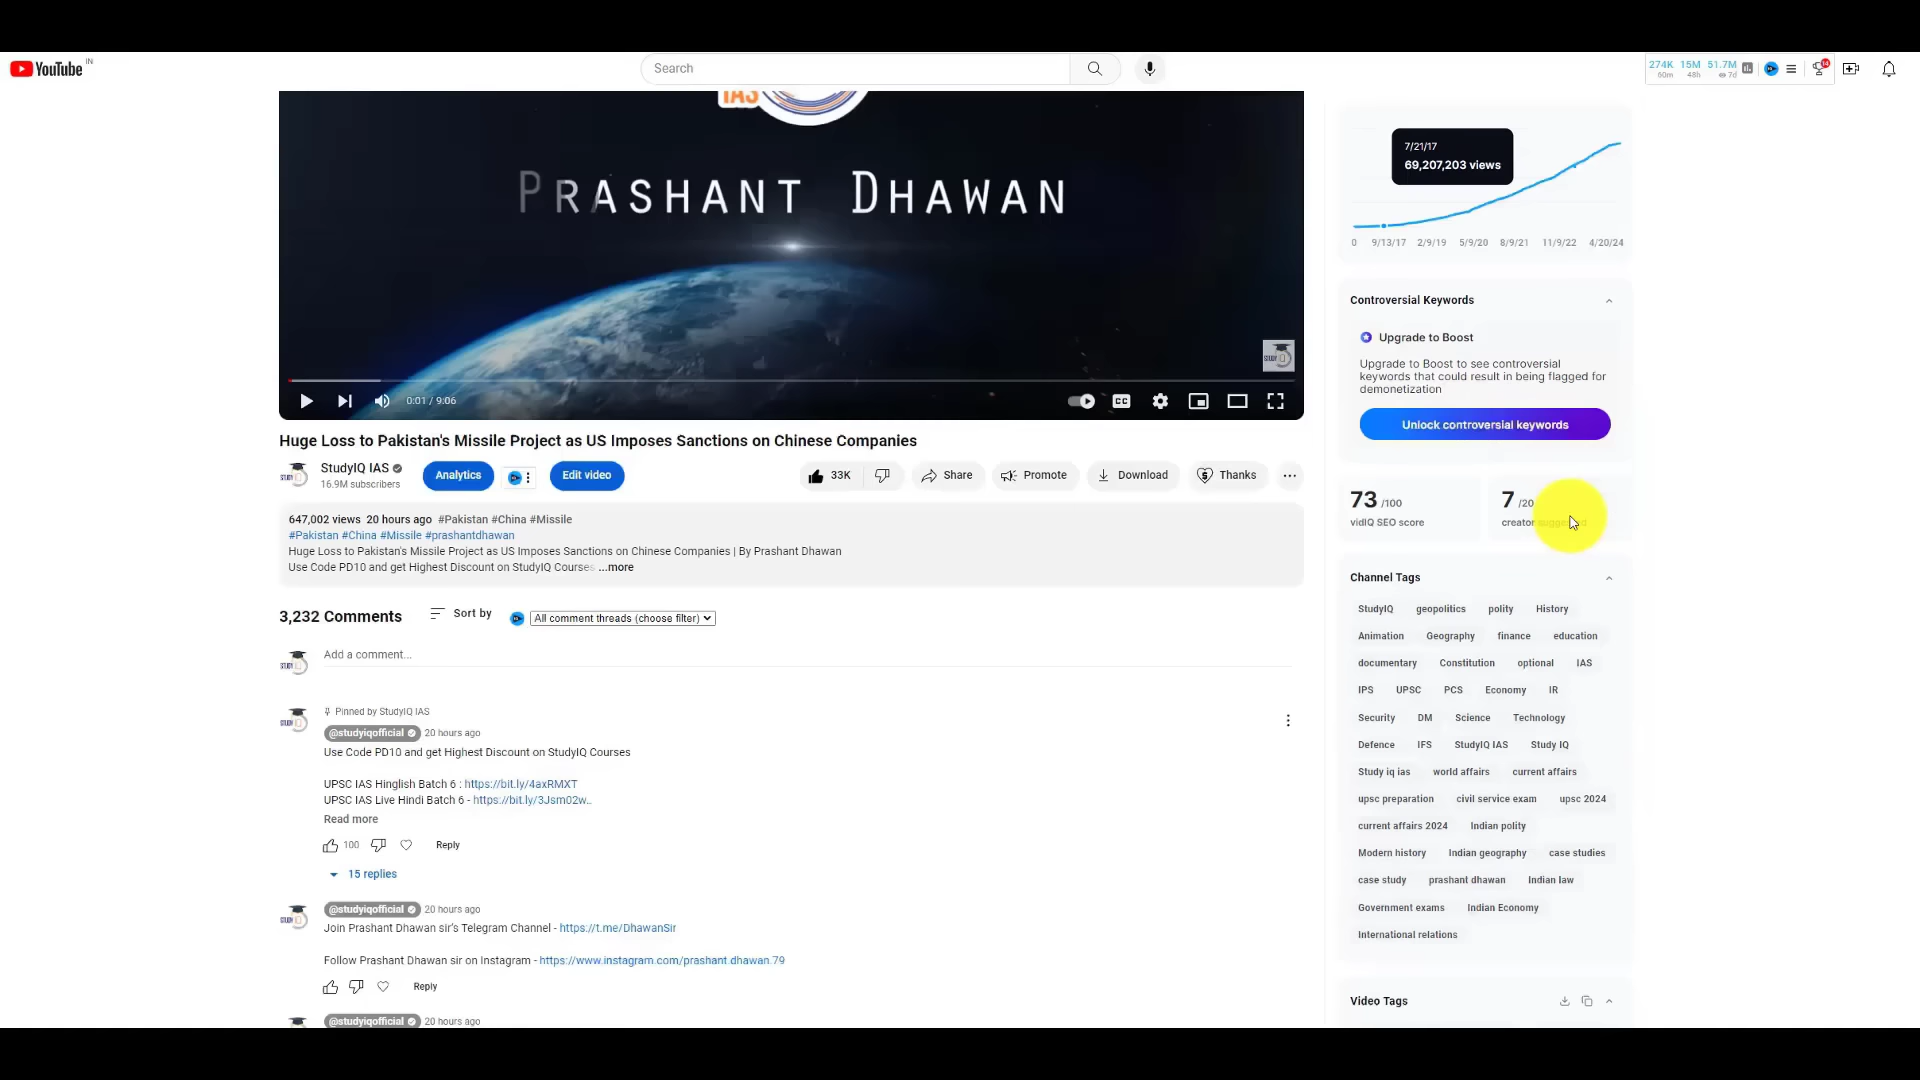 YouTube IN
Search
274K 15M 51.7M
60m 48h 7d
14
IAS
PRASHANT DHAWAN
STUDY IQ
0:01 / 9:06
CC
Huge Loss to Pakistan's Missile Project as US Imposes Sanctions on Chinese Companies
StudyIQ IAS
16.9M subscribers
Analytics
Edit video
33K
Share
Promote
Download
Thanks
647,002 views 20 hours ago #Pakistan #China #Missile
#Pakistan #China #Missile #prashantdhawan
Huge Loss to Pakistan's Missile Project as US Imposes Sanctions on Chinese Companies | By Prashant Dhawan
Use Code PD10 and get Highest Discount on StudyIQ Courses ...more
3,232 Comments
Sort by
All comment threads (choose filter)
Add a comment...
Pinned by StudyIQ IAS
@studyiqofficial 20 hours ago
Use Code PD10 and get Highest Discount on StudyIQ Courses
UPSC IAS Hinglish Batch 6 : https://bit.ly/4axRMXT
UPSC IAS Live Hindi Batch 6 - https://bit.ly/3Jsm02w..
Read more
100
Reply
15 replies
@studyiqofficial 20 hours ago
Join Prashant Dhawan sir's Telegram Channel - https://t.me/DhawanSir
Follow Prashant Dhawan sir on Instagram - https://www.instagram.com/prashant.dhawan.79
Reply
@studyiqofficial 20 hours ago
7/21/17
69,207,203 views
0 9/13/17 2/9/19 5/9/20 8/9/21 11/9/22 4/20/24
Controversial Keywords
Upgrade to Boost
Upgrade to Boost to see controversial
keywords that could result in being flagged for
demonetization
Unlock controversial keywords
73 /100
vidIQ SEO score
7 /20
creator suggested
Channel Tags
StudyIQ geopolitics polity History
Animation Geography finance education
documentary Constitution optional IAS
IPS UPSC PCS Economy IR
Security DM Science Technology
Defence IFS StudyIQ IAS Study IQ
Study iq ias world affairs current affairs
upsc preparation civil service exam upsc 2024
current affairs 2024 Indian polity
Modern history Indian geography case studies
case study prashant dhawan Indian law
Government exams Indian Economy
International relations
Video Tags